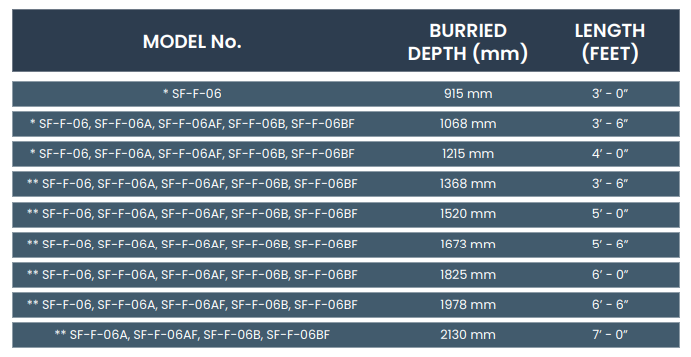 MODEL No. BURRIED DEPTH (mm) LENGTH (FEET)
* SF-F-06 915 mm 3’ - 0”
* SF-F-06, SF-F-06A, SF-F-06AF, SF-F-06B, SF-F-06BF 1068 mm 3’ - 6”
* SF-F-06, SF-F-06A, SF-F-06AF, SF-F-06B, SF-F-06BF 1215 mm 4’ - 0”
** SF-F-06, SF-F-06A, SF-F-06AF, SF-F-06B, SF-F-06BF 1368 mm 3’ - 6”
** SF-F-06, SF-F-06A, SF-F-06AF, SF-F-06B, SF-F-06BF 1520 mm 5’ - 0”
** SF-F-06, SF-F-06A, SF-F-06AF, SF-F-06B, SF-F-06BF 1673 mm 5’ - 6”
** SF-F-06, SF-F-06A, SF-F-06AF, SF-F-06B, SF-F-06BF 1825 mm 6’ - 0”
** SF-F-06, SF-F-06A, SF-F-06AF, SF-F-06B, SF-F-06BF 1978 mm 6’ - 6”
** SF-F-06A, SF-F-06AF, SF-F-06B, SF-F-06BF 2130 mm 7’ - 0”